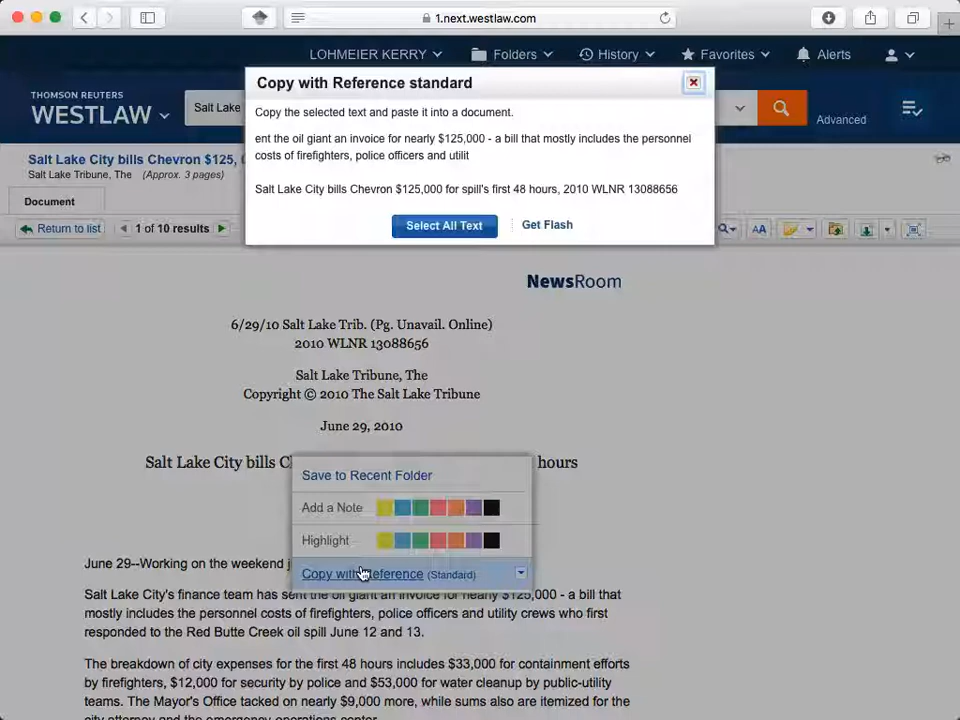 1.next.westlaw.com
LOHMEIER KERRY
Folders
History
Favorites
Alerts
THOMSON REUTERS
WESTLAW
Salt Lake
Advanced
Copy with Reference standard
Copy the selected text and paste it into a document.
ent the oil giant an invoice for nearly $125,000 - a bill that mostly includes the personnel
costs of firefighters, police officers and utilit
Salt Lake City bills Chevron $125,000 for spill's first 48 hours, 2010 WLNR 13088656
Select All Text
Get Flash
Salt Lake City bills Chevron $125,
Salt Lake Tribune, The (Approx. 3 pages)
Document
Return to list
1 of 10 results
AA
NewsRoom
6/29/10 Salt Lake Trib. (Pg. Unavail. Online)
2010 WLNR 13088656
Salt Lake Tribune, The
Copyright © 2010 The Salt Lake Tribune
June 29, 2010
Salt Lake City bills C hours
Save to Recent Folder
Add a Note
Highlight
Copy with Reference (Standard)
June 29--Working on the weekend
Salt Lake City's finance team has sent the oil giant an invoice for nearly $125,000 - a bill that
mostly includes the personnel costs of firefighters, police officers and utility crews who first
responded to the Red Butte Creek oil spill June 12 and 13.
The breakdown of city expenses for the first 48 hours includes $33,000 for containment efforts
by firefighters, $12,000 for security by police and $53,000 for water cleanup by public-utility
teams. The Mayor's Office tacked on nearly $9,000 more, while sums also are itemized for the
city attorney and the emergency operations center.